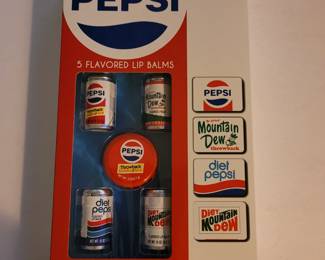 PEPSI
5 FLAVORED LIP BALMS
PEPSI
Mountain
Dew
PEPSI
Mountain
Dew
throwback
PEPSI
throwback
diet
pepsi
diet
pepsi
DIET
MOUNTAIN
DEW
DIET
MOUNTAIN
DEW